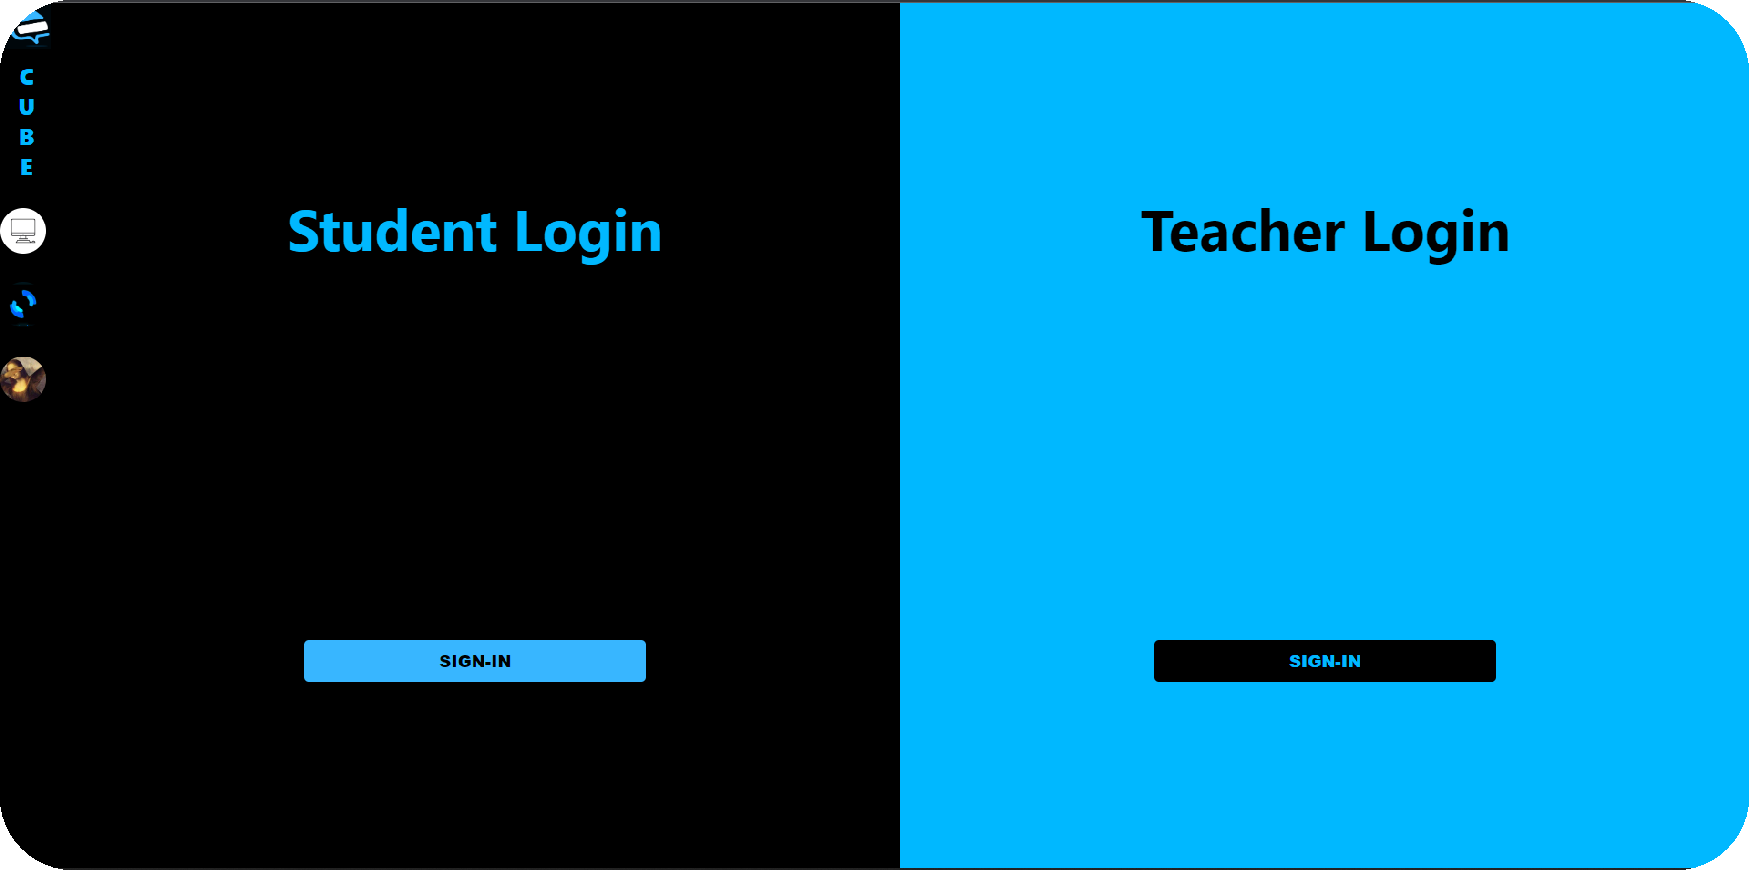 C
U
B
E
Student Login
Teacher Login
SIGN-IN
SIGN-IN